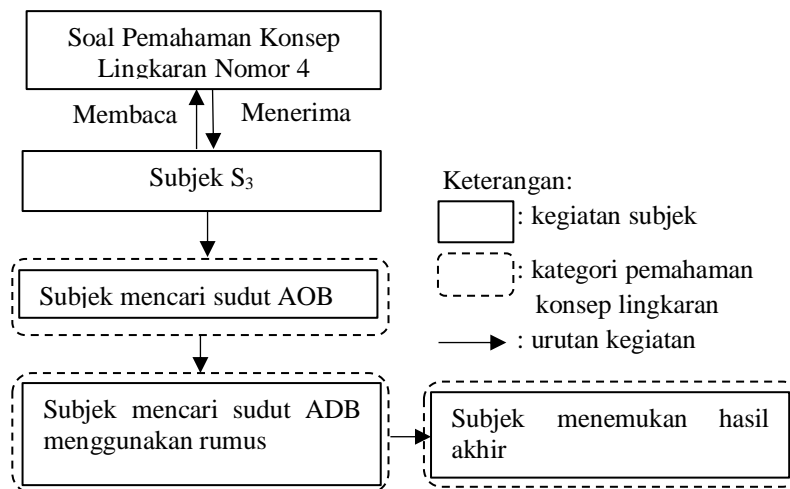 Soal Pemahaman Konsep
Lingkaran Nomor 4
Membaca
Menerima
Subjek S₃
Keterangan:
: kegiatan subjek
: kategori pemahaman
konsep lingkaran
: urutan kegiatan
Subjek mencari sudut AOB
Subjek mencari sudut ADB
menggunakan rumus
Subjek menemukan hasil
akhir